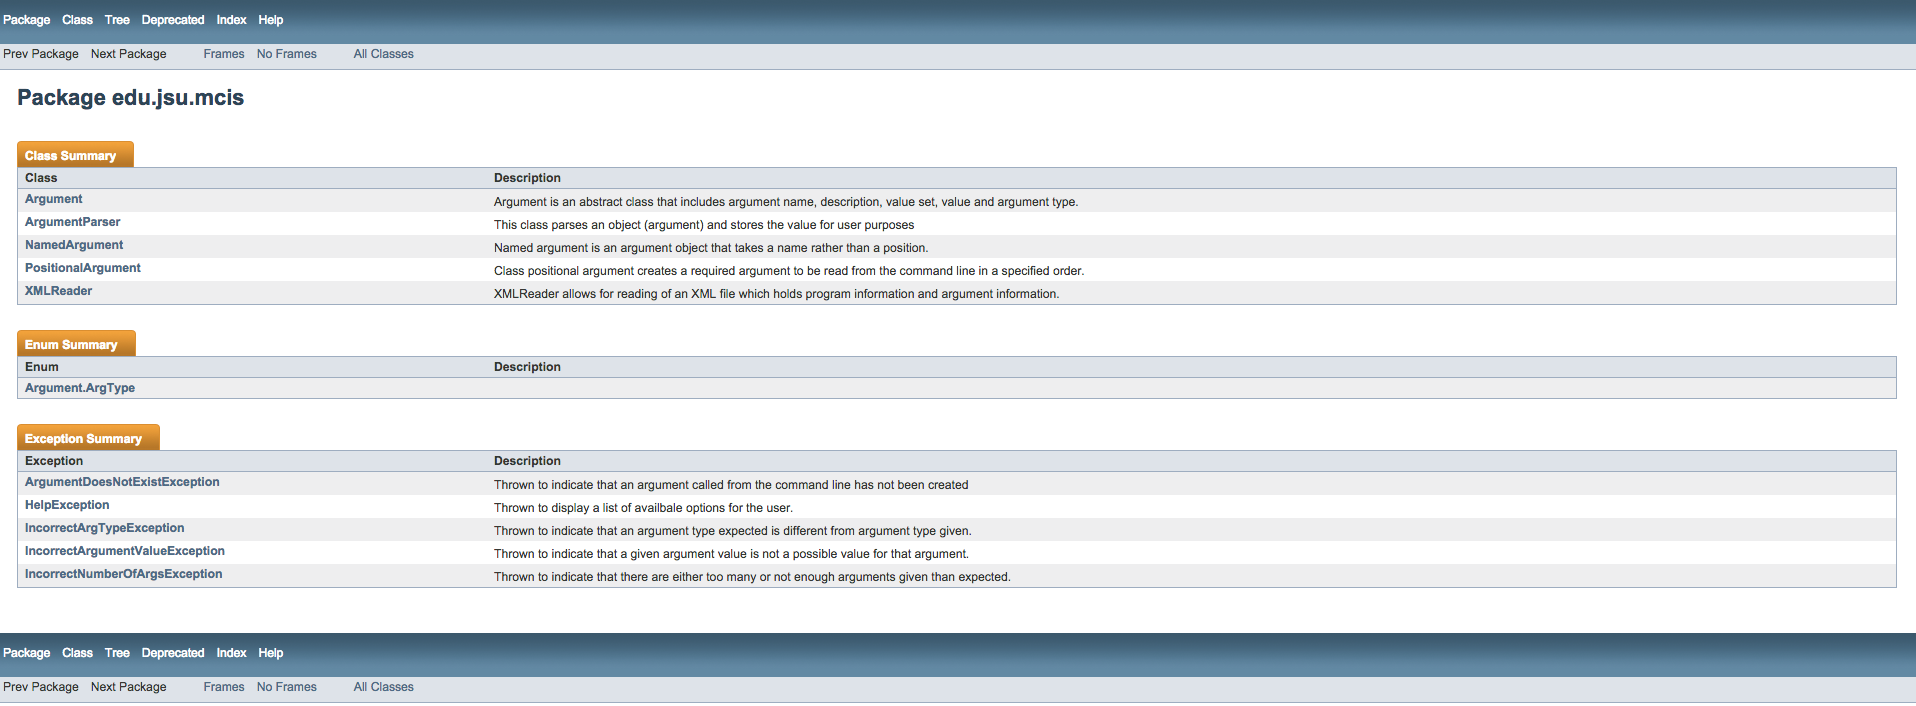 Package Class Tree Deprecated Index Help
Prev Package Next Package Frames No Frames All Classes
Package edu.jsu.mcis
Class Summary
Class Description
Argument Argument is an abstract class that includes argument name, description, value set, value and argument type.
ArgumentParser This class parses an object (argument) and stores the value for user purposes
NamedArgument Named argument is an argument object that takes a name rather than a position.
PositionalArgument Class positional argument creates a required argument to be read from the command line in a specified order.
XMLReader XMLReader allows for reading of an XML file which holds program information and argument information.
Enum Summary
Enum Description
Argument.ArgType
Exception Summary
Exception Description
ArgumentDoesNotExistException Thrown to indicate that an argument called from the command line has not been created
HelpException Thrown to display a list of availbale options for the user.
IncorrectArgTypeException Thrown to indicate that an argument type expected is different from argument type given.
IncorrectArgumentValueException Thrown to indicate that a given argument value is not a possible value for that argument.
IncorrectNumberOfArgsException Thrown to indicate that there are either too many or not enough arguments given than expected.
Package Class Tree Deprecated Index Help
Prev Package Next Package Frames No Frames All Classes